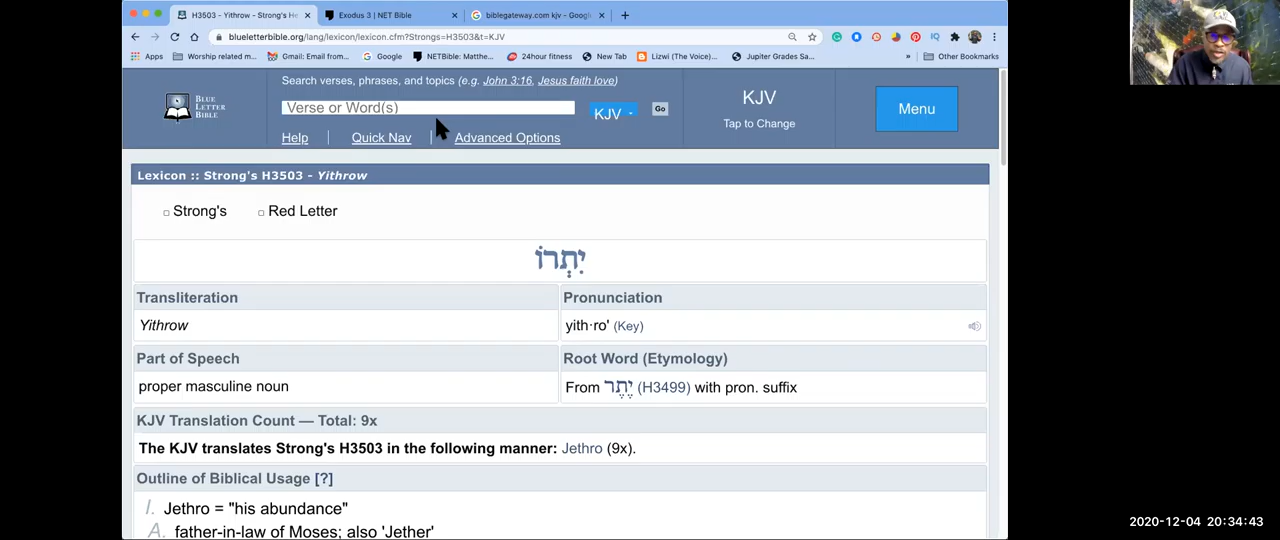 H3503 - Yithrow - Strong's He
Exodus 3 | NET Bible
biblegateway.com kjv - Googl
blueletterbible.org/lang/lexicon/lexicon.cfm?Strongs=H3503&t=KJV
Apps
Worship related m...
Gmail: Email from...
Google
NETBible: Matthe...
24hour fitness
New Tab
Lizwi (The Voice)...
Jupiter Grades Sa...
»
Other Bookmarks
Search verses, phrases, and topics (e.g. John 3:16, Jesus faith love)
BLUE
LETTER
BIBLE
Verse or Word(s)
KJV
Go
KJV
Tap to Change
Menu
Help
Quick Nav
Advanced Options
Lexicon :: Strong's H3503 - Yithrow
Strong's
Red Letter
יִתְרוֹ
Transliteration
Pronunciation
Yithrow
yith·ro' (Key)
Part of Speech
Root Word (Etymology)
proper masculine noun
From יֶתֶר (H3499) with pron. suffix
KJV Translation Count — Total: 9x
The KJV translates Strong's H3503 in the following manner: Jethro (9x).
Outline of Biblical Usage [?]
I. Jethro = "his abundance"
A. father-in-law of Moses; also 'Jether'
2020-12-04 20:34:43